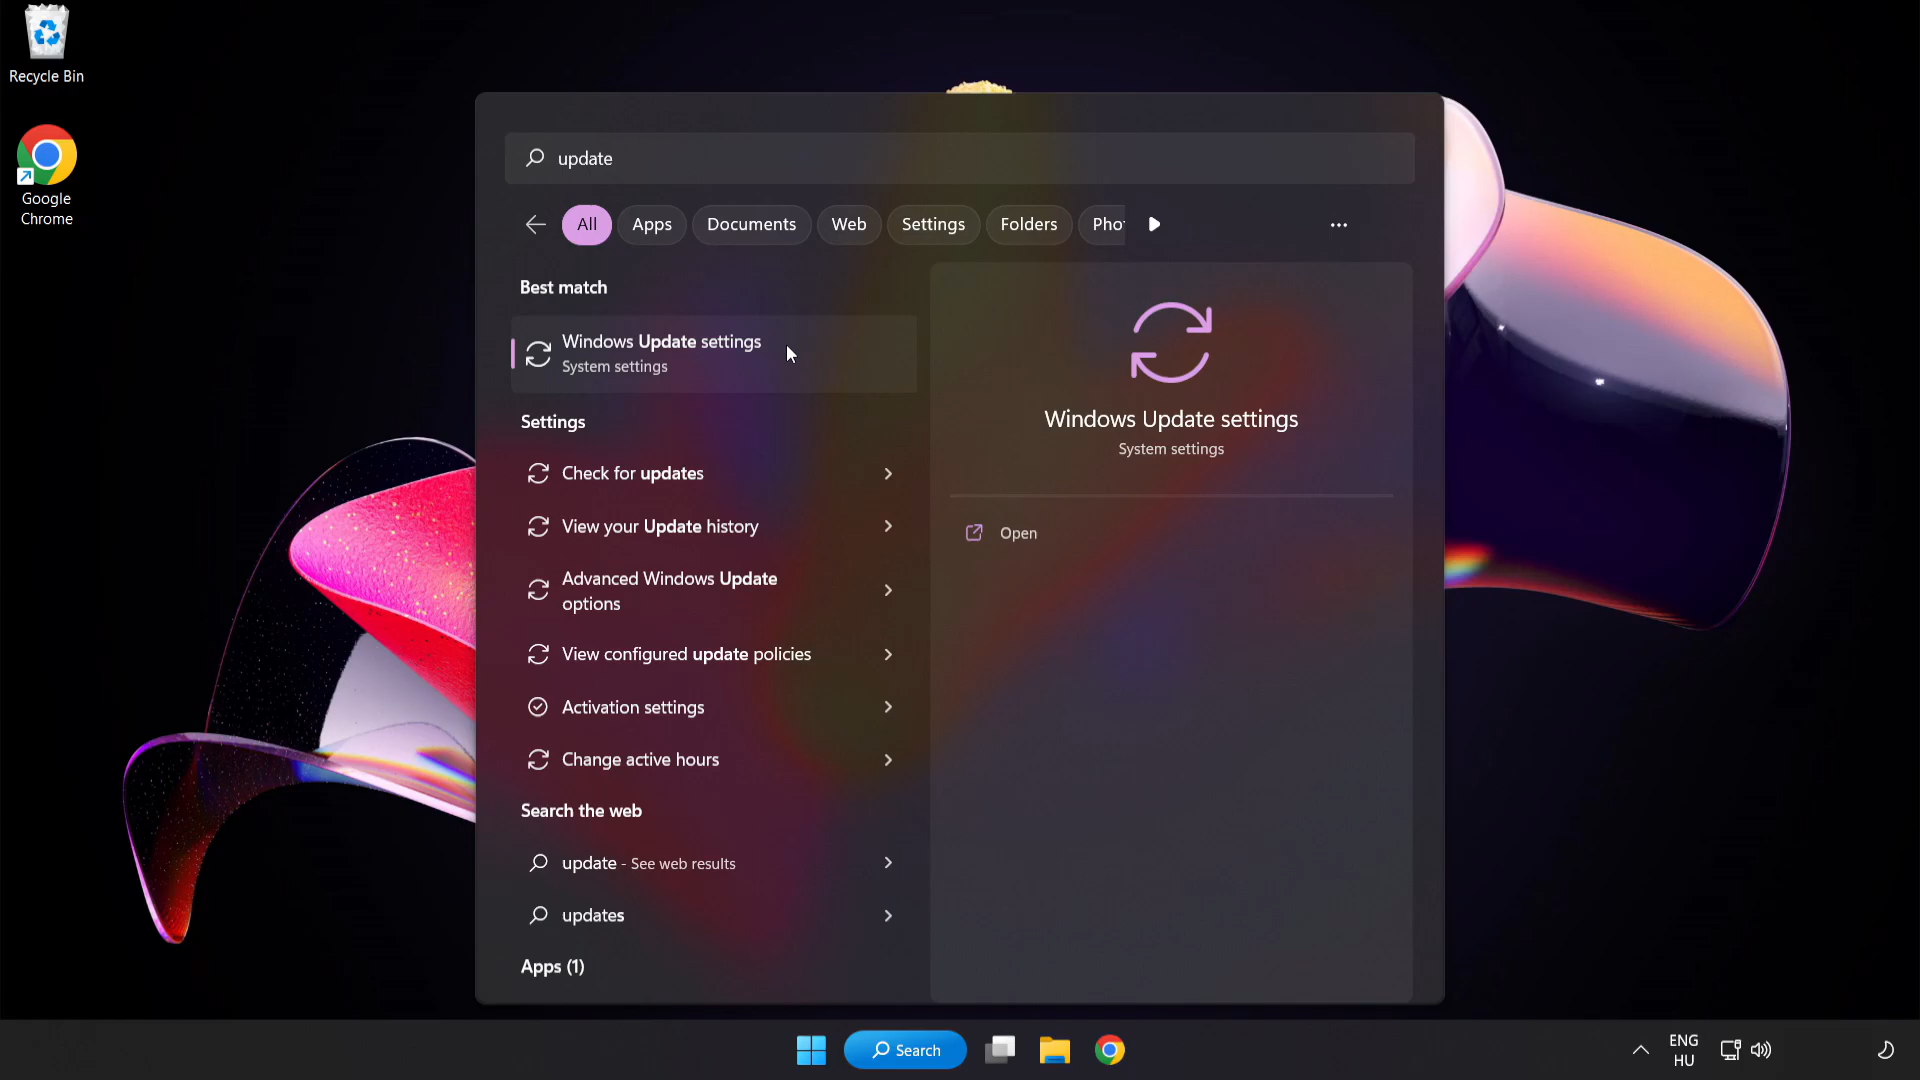 Recycle Bin
Google
Chrome
update
All
Apps
Documents
Web
Settings
Folders
Best match
Windows Update settings
System settings
Settings
Check for updates
View your Update history
Advanced Windows Update
options
View configured update policies
Activation settings
Change active hours
Search the web
update - See web results
updates
Apps (1)
Windows Update settings
System settings
Open
Search
ENG
HU